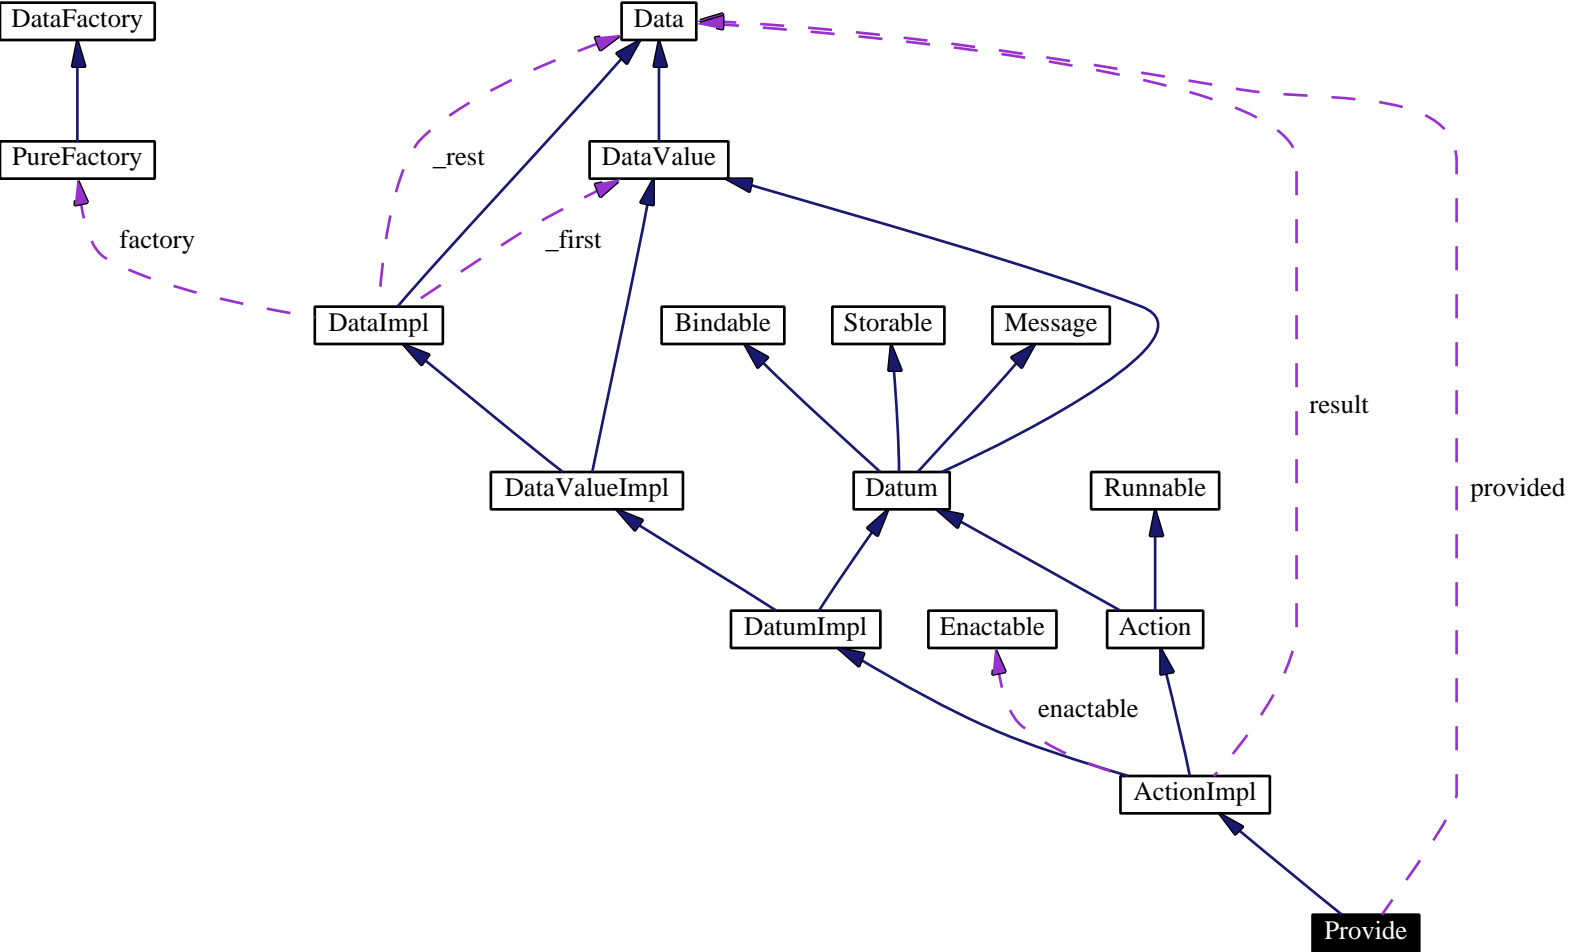 DataFactory
Data
PureFactory
_rest
DataValue
factory
_first
DataImpl
Bindable
Storable
Message
result
DataValueImpl
Datum
Runnable
provided
DatumImpl
Enactable
Action
enactable
ActionImpl
Provide